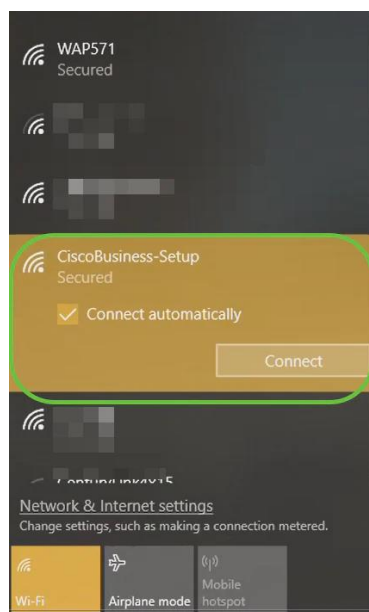 WAP571
Secured
CiscoBusiness-Setup
Secured
Connect automatically
Connect
Network & Internet settings
Change settings, such as making a connection metered.
Wi-Fi
Airplane mode
Mobile
hotspot